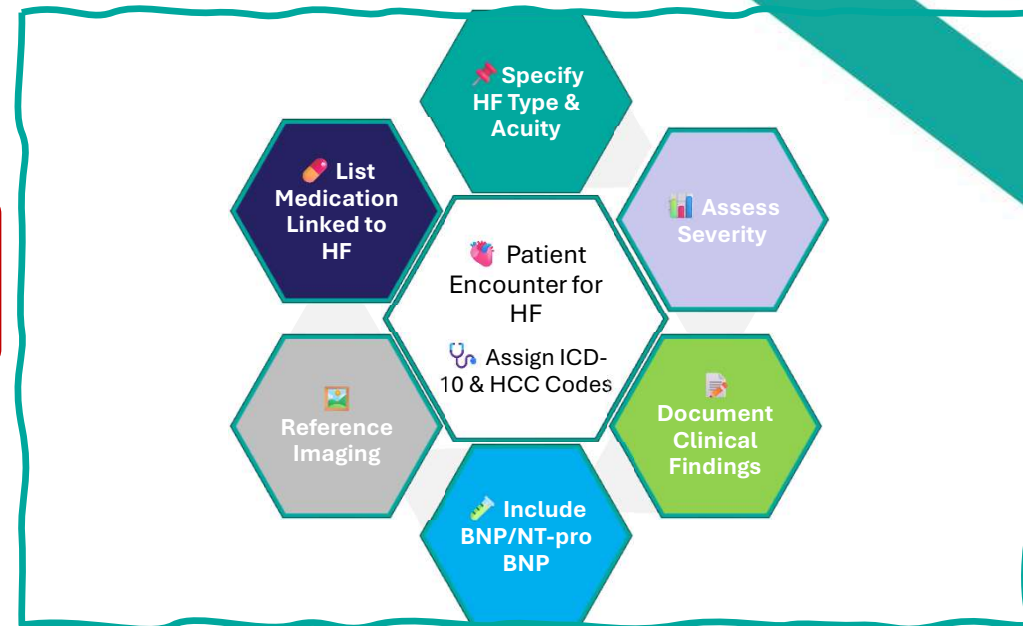 📌 Specify
HF Type &
Acuity
📊 Assess
Severity
📝
Document
Clinical
Findings
🧪 Include
BNP/NT-pro
BNP
🖼️
Reference
Imaging
💊 List
Medication
Linked to
HF
🫀 Patient
Encounter for
HF
🩺 Assign ICD-
10 & HCC Codes